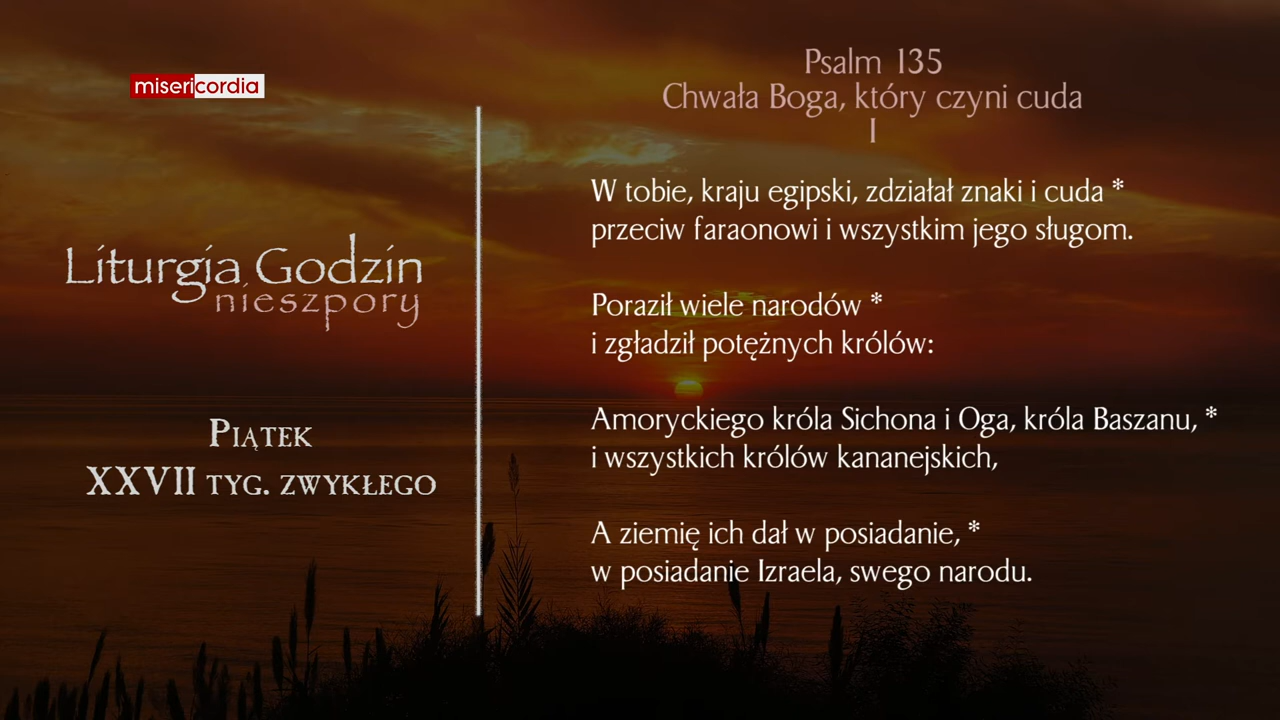 misericordia
Liturgia Godzin
nieszpory
Piątek
XXVII tyg. zwykłego
Psalm 135
Chwała Boga, który czyni cuda
I
W tobie, kraju egipski, zdziałał znaki i cuda *
przeciw faraonowi i wszystkim jego sługom.
Poraził wiele narodów *
i zgładził potężnych królów:
Amoryckiego króla Sichona i Oga, króla Baszanu, *
i wszystkich królów kananejskich,
A ziemię ich dał w posiadanie, *
w posiadanie Izraela, swego narodu.